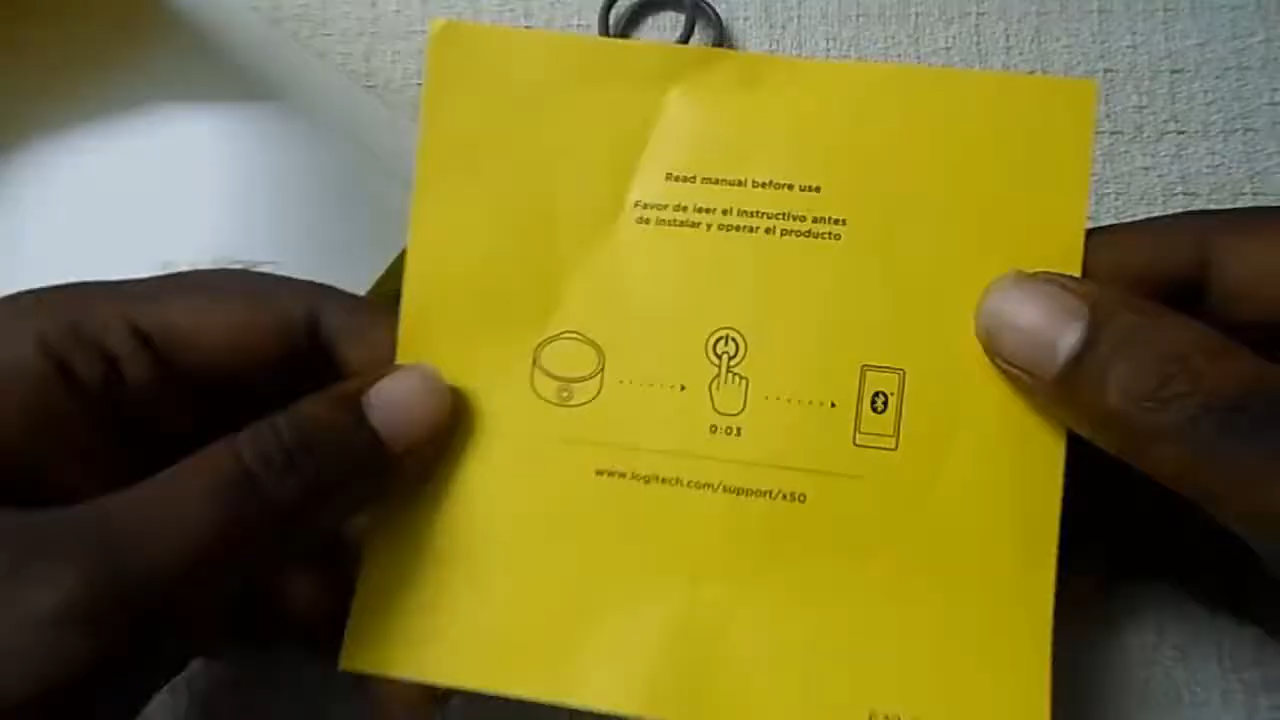 Read manual before use
Favor de leer el instructivo antes
de instalar y operar el producto
0:03
www.logitech.com/support/x50